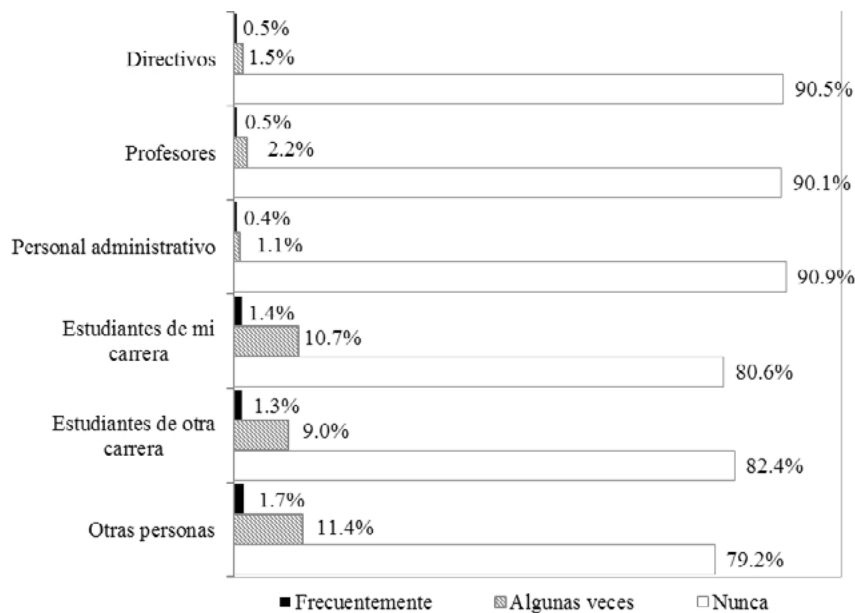 0.5%
Directivos
1.5%
90.5%
0.5%
Profesores
2.2%
90.1%
0.4%
Personal administrativo
1.1%
90.9%
1.4%
Estudiantes de mi
carrera
10.7%
80.6%
1.3%
Estudiantes de otra
carrera
9.0%
82.4%
1.7%
Otras personas
11.4%
79.2%
Frecuentemente
Algunas veces
Nunca